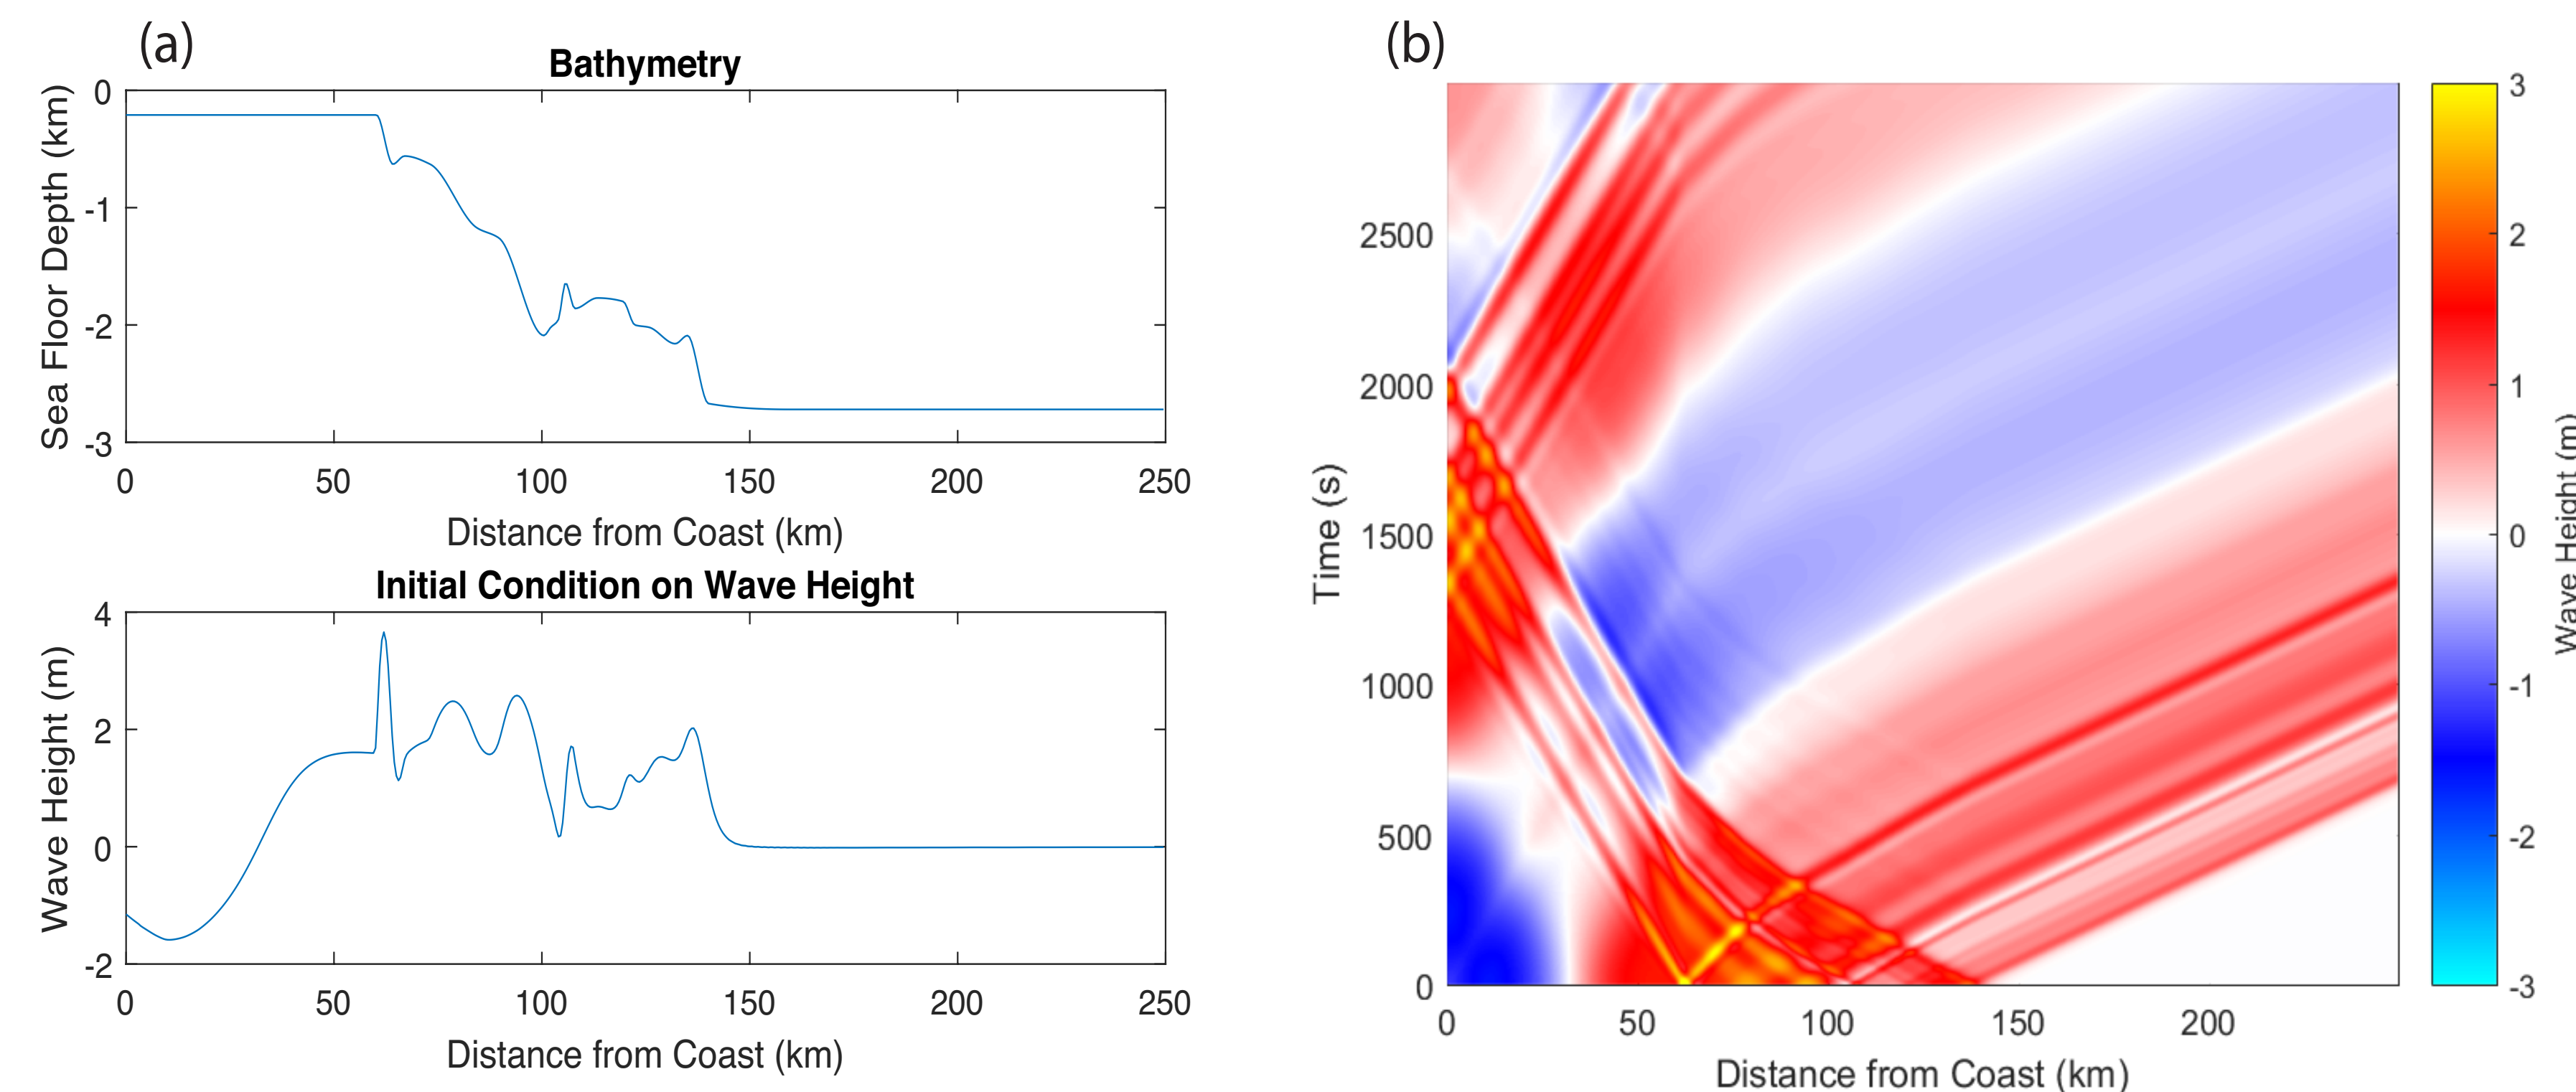 (a)
Bathymetry
Sea Floor Depth (km)
0
-1
-2
-3
0 50 100 150 200 250
Distance from Coast (km)
Initial Condition on Wave Height
Wave Height (m)
4
2
0
-2
0 50 100 150 200 250
Distance from Coast (km)
(b)
Time (s)
2500
2000
1500
1000
500
0
0 50 100 150 200
Distance from Coast (km)
3
2
1
0
-1
-2
-3
Wave Height (m)